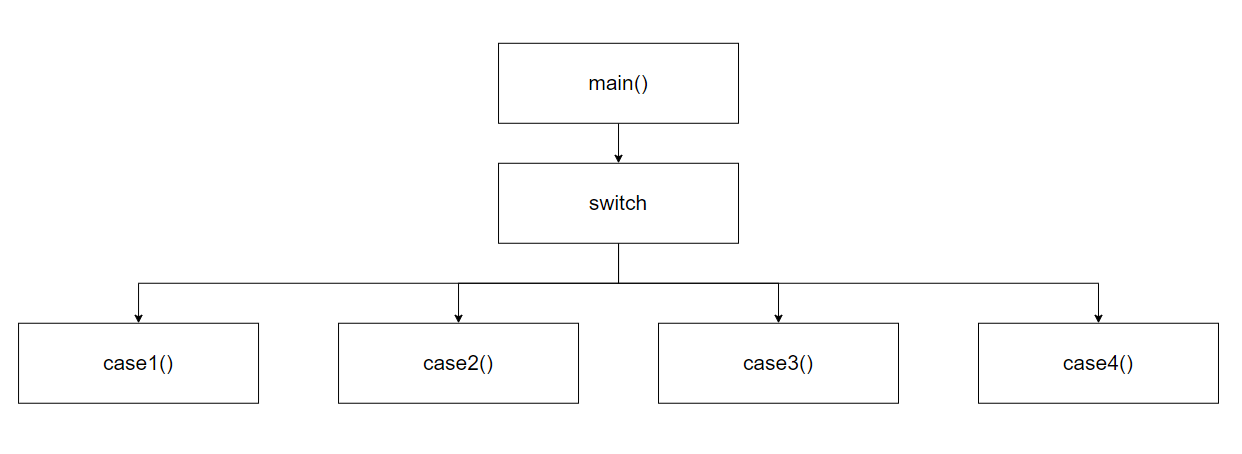 main()
switch
case1()
case2()
case3()
case4()